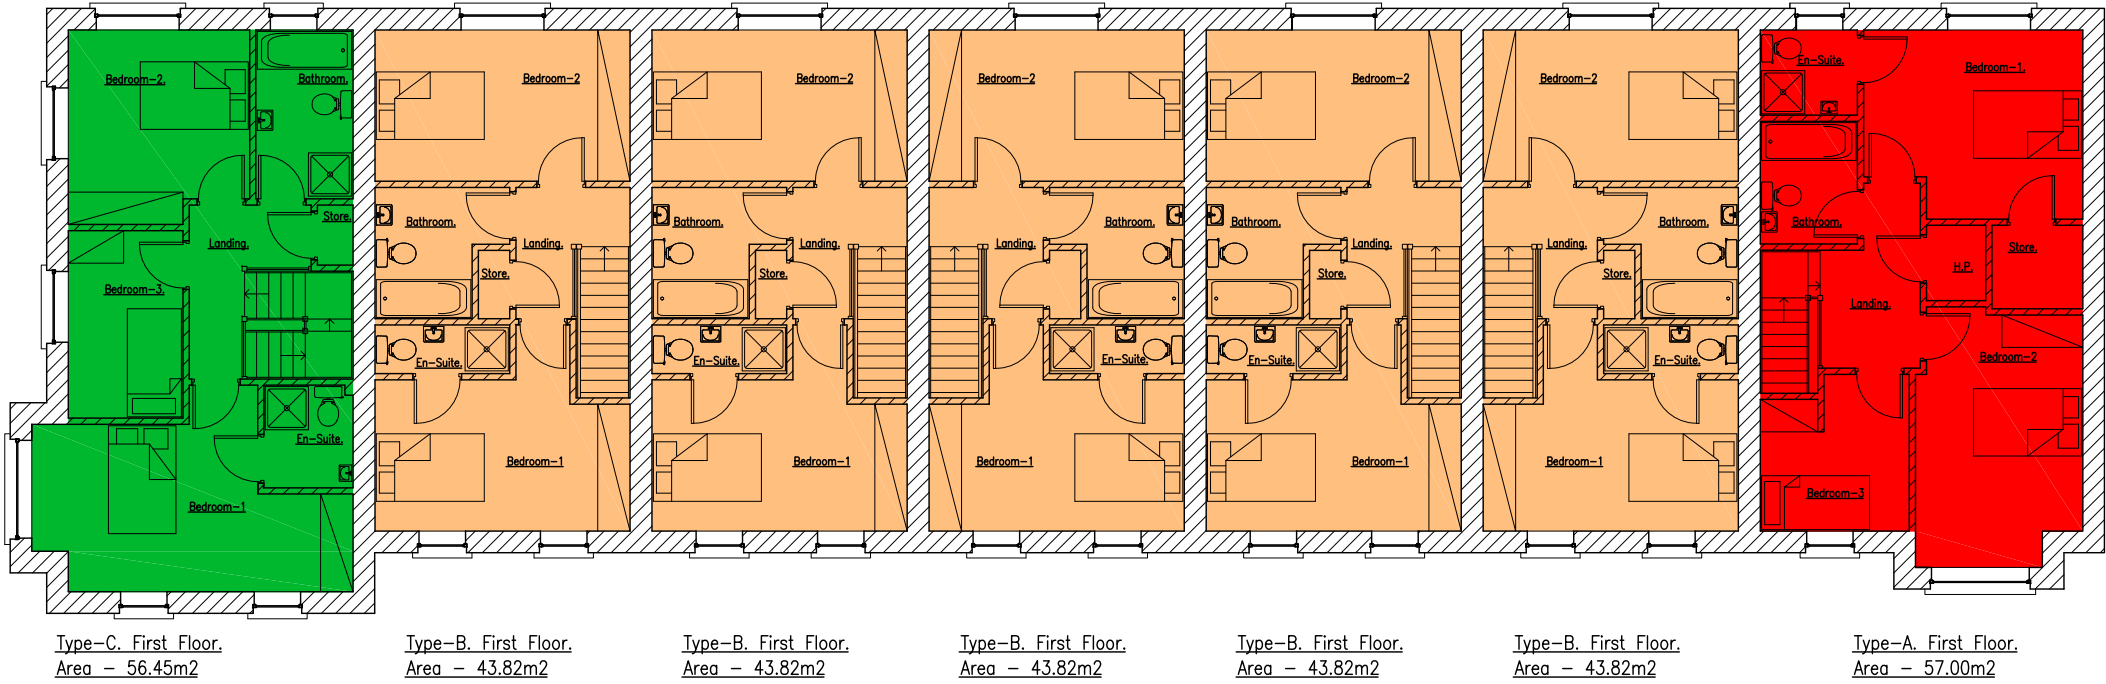 Bedroom-2.
Bathroom.
Store.
Landing.
Bedroom-3.
En-Suite.
Bedroom-1
Bedroom-2
Bathroom.
Landing.
Store.
En-Suite.
Bedroom-1
Bedroom-2
Bathroom.
Landing.
Store.
En-Suite.
Bedroom-1
Bedroom-2
Bathroom.
Landing.
Store.
En-Suite.
Bedroom-1
Bedroom-2
Bathroom.
Landing.
Store.
En-Suite.
Bedroom-1
Bedroom-2
Bathroom.
Landing.
Store.
En-Suite.
Bedroom-1
En-Suite.
Bedroom-1.
Bathroom.
Store.
H.P.
Landing.
Bedroom-2
Bedroom-3
Type-C. First Floor.
Area - 56.45m2
Type-B. First Floor.
Area - 43.82m2
Type-B. First Floor.
Area - 43.82m2
Type-B. First Floor.
Area - 43.82m2
Type-B. First Floor.
Area - 43.82m2
Type-B. First Floor.
Area - 43.82m2
Type-A. First Floor.
Area - 57.00m2